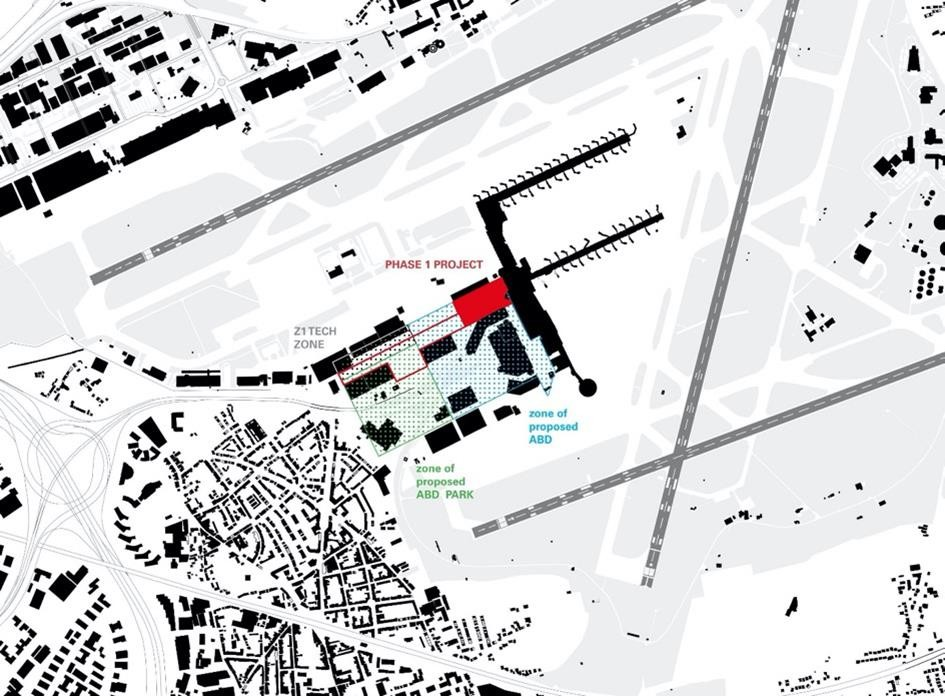 PHASE 1 PROJECT
Z1 TECH
ZONE
zone of
proposed
ABD
zone of
proposed
ABD PARK